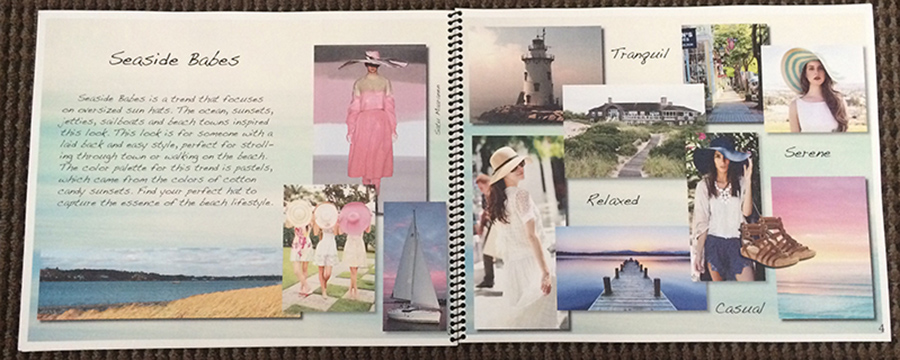 Seaside Babes
Seaside Babes is a trend that focuses
on oversized sun hats. The ocean, sunsets,
jetties, sailboats and beach towns inspired
this look. This look is for someone with a
laid back and easy style, perfect for stroll-
ing through town or walking on the beach.
The color palette for this trend is pastels,
which came from the colors of cotton
candy sunsets. Find your perfect hat to
capture the essence of the beach lifestyle.
Tranquil
Serene
Relaxed
Casual
4